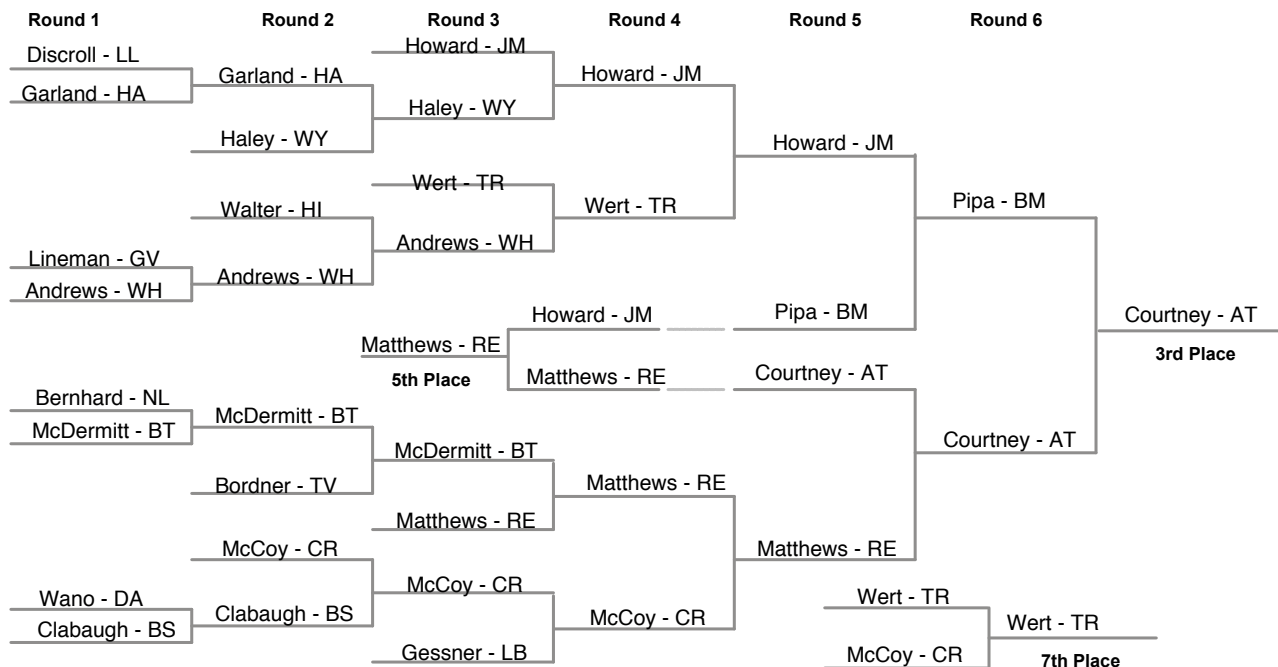 Round 1 Round 2 Round 3 Round 4 Round 5 Round 6
Discroll - LL
Garland - HA
Lineman - GV
Andrews - WH
Bernhard - NL
McDermitt - BT
Wano - DA
Clabaugh - BS
Garland - HA
Haley - WY
Walter - HI
Andrews - WH
McDermitt - BT
Bordner - TV
McCoy - CR
Clabaugh - BS
Howard - JM
Haley - WY
Wert - TR
Andrews - WH
McDermitt - BT
Matthews - RE
McCoy - CR
Gessner - LB
Howard - JM
Wert - TR
Matthews - RE
McCoy - CR
Howard - JM
Matthews - RE
Matthews - RE
5th Place
Howard - JM
Pipa - BM
Courtney - AT
Matthews - RE
Pipa - BM
Courtney - AT
Courtney - AT
3rd Place
Wert - TR
McCoy - CR
Wert - TR
7th Place